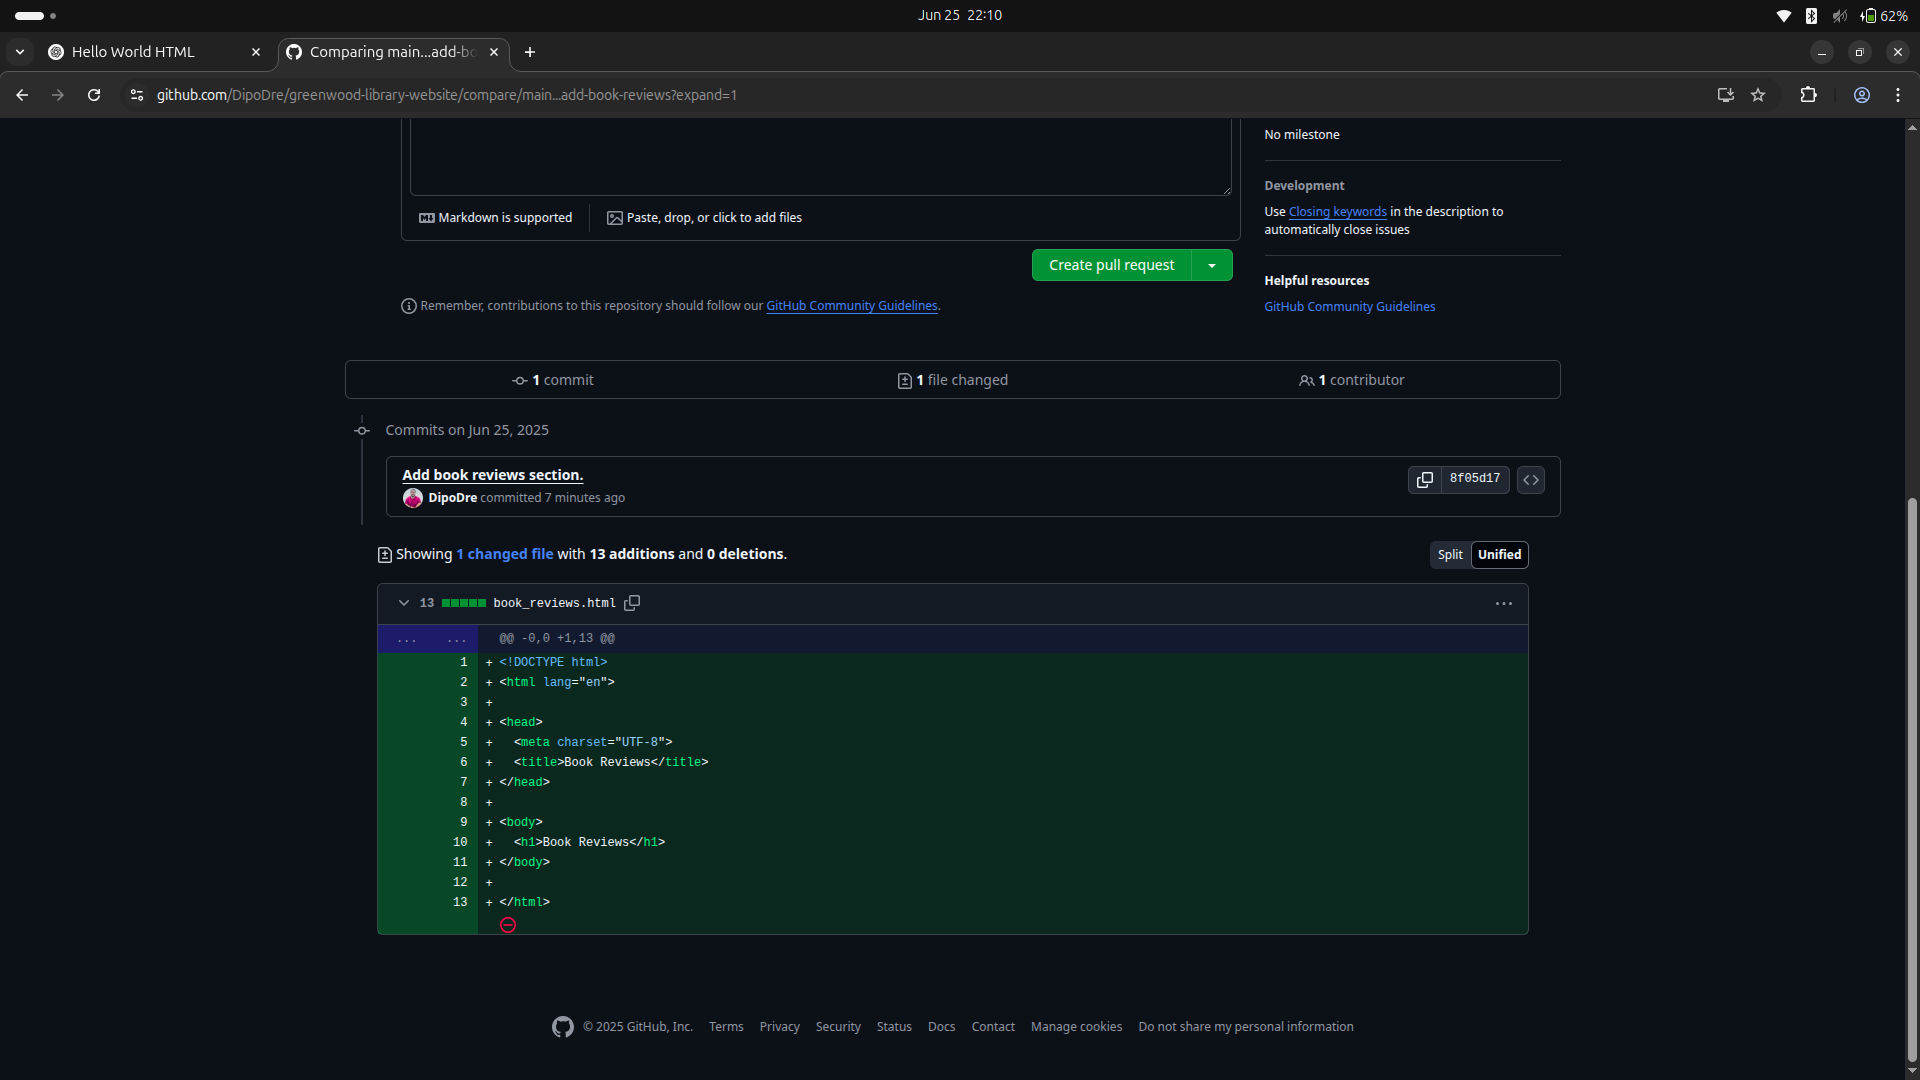 Jun 25 22:10
62%
Hello World HTML
Comparing main...add-bo
github.com/DipoDre/greenwood-library-website/compare/main...add-book-reviews?expand=1
No milestone
Development
Markdown is supported
Paste, drop, or click to add files
Use Closing keywords in the description to
automatically close issues
Create pull request
Helpful resources
Remember, contributions to this repository should follow our GitHub Community Guidelines.
GitHub Community Guidelines
1 commit
1 file changed
1 contributor
Commits on Jun 25, 2025
Add book reviews section.
8f05d17
DipoDre committed 7 minutes ago
Showing 1 changed file with 13 additions and 0 deletions.
Split
Unified
13 book_reviews.html
... ... @@ -0,0 +1,13 @@
1 + <!DOCTYPE html>
2 + <html lang="en">
3 +
4 + <head>
5 +   <meta charset="UTF-8">
6 +   <title>Book Reviews</title>
7 + </head>
8 +
9 + <body>
10 +   <h1>Book Reviews</h1>
11 + </body>
12 +
13 + </html>
© 2025 GitHub, Inc. Terms Privacy Security Status Docs Contact Manage cookies Do not share my personal information